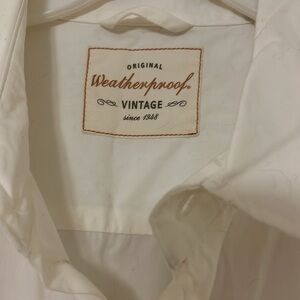 ORIGINAL
Weatherproof
VINTAGE
since 1948